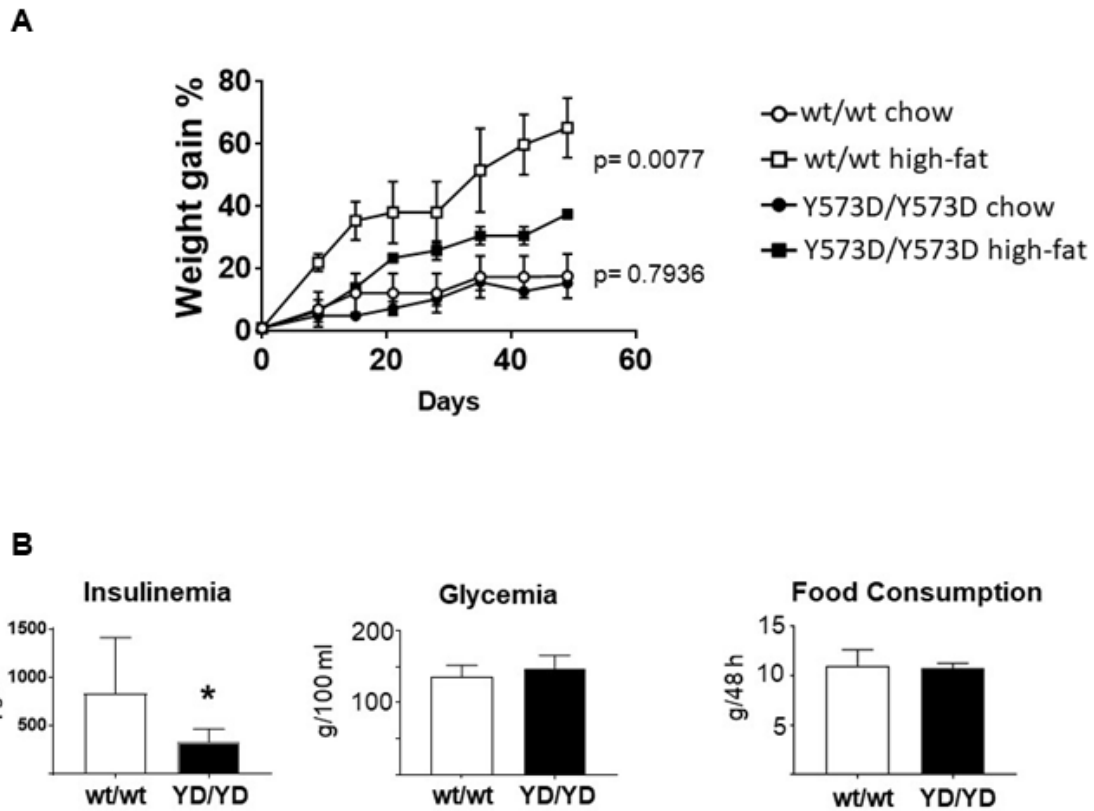 A
80
60
40
20
0
Weight gain %
0 20 40 60
Days
p= 0.0077
p= 0.7936
wt/wt chow
wt/wt high-fat
Y573D/Y573D chow
Y573D/Y573D high-fat
B
Insulinemia
1500
1000
500
*
wt/wt YD/YD
Glycemia
g/100 ml
200
100
wt/wt YD/YD
Food Consumption
g/48 h
15
10
5
wt/wt YD/YD